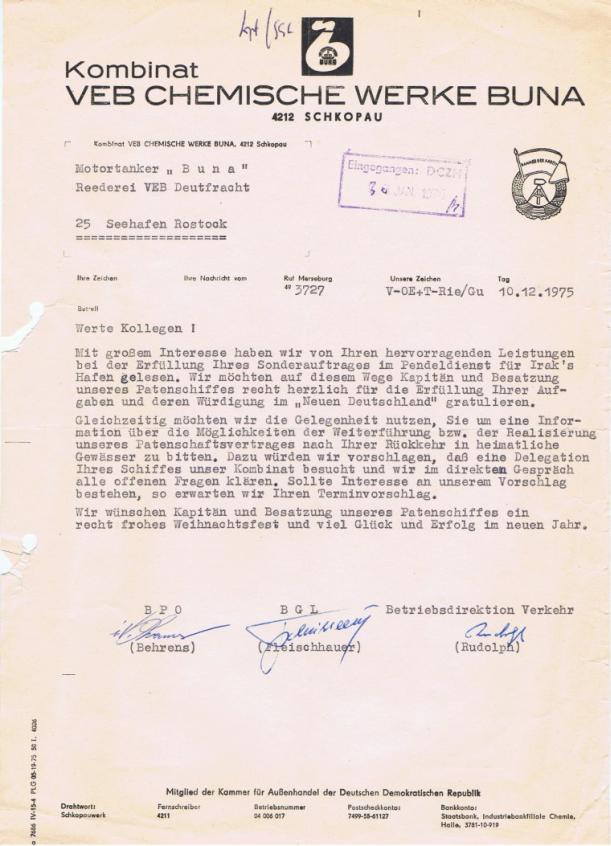 BUNA
Kombinat
VEB CHEMISCHE WERKE BUNA
4212 SCHKOPAU
Kombinat VEB CHEMISCHE WERKE BUNA, 4212 Schkopau
Motortanker „ B u n a "
Reederei VEB Deutfracht
25 Seehafen Rostock
====================
Eingegangen: DCZM
JAN. 197
Ihre Zeichen Ihre Nachricht vom Ruf Merseburg Unsere Zeichen Tag
49 3727 V-OE+T-Rie/Gu 10.12.1975
Betreff
Werte Kollegen !
Mit großem Interesse haben wir von Ihren hervorragenden Leistungen
bei der Erfüllung Ihres Sonderauftrages im Pendeldienst für Irak's
Hafen gelesen. Wir möchten auf diesem Wege Kapitän und Besatzung
unseres Patenschiffes recht herzlich für die Erfüllung Ihrer Auf-
gaben und deren Würdigung im „Neuen Deutschland" gratulieren.
Gleichzeitig möchten wir die Gelegenheit nutzen, Sie um eine Infor-
mation über die Möglichkeiten der Weiterführung bzw. der Realisierung
unseres Patenschaftsvertrages nach Ihrer Rückkehr in heimatliche
Gewässer zu bitten. Dazu würden wir vorschlagen, daß eine Delegation
Ihres Schiffes unser Kombinat besucht und wir im direkten Gespräch
alle offenen Fragen klären. Sollte Interesse an unserem Vorschlag
bestehen, so erwarten wir Ihren Terminvorschlag.
Wir wünschen Kapitän und Besatzung unseres Patenschiffes ein
recht frohes Weihnachtsfest und viel Glück und Erfolg im neuen Jahr.
B P O B G L Betriebsdirektion Verkehr
(Behrens) (Fleischhauer) (Rudolph)
Mitglied der Kammer für Außenhandel der Deutschen Demokratischen Republik
Drahtwort: Fernschreiber Betriebsnummer Postscheckkonto: Bankkonto:
Schkopauwerk 4211 04 006 017 7499-58-61127 Staatsbank, Industriebankfiliale Chemie,
Halle, 3781-10-919